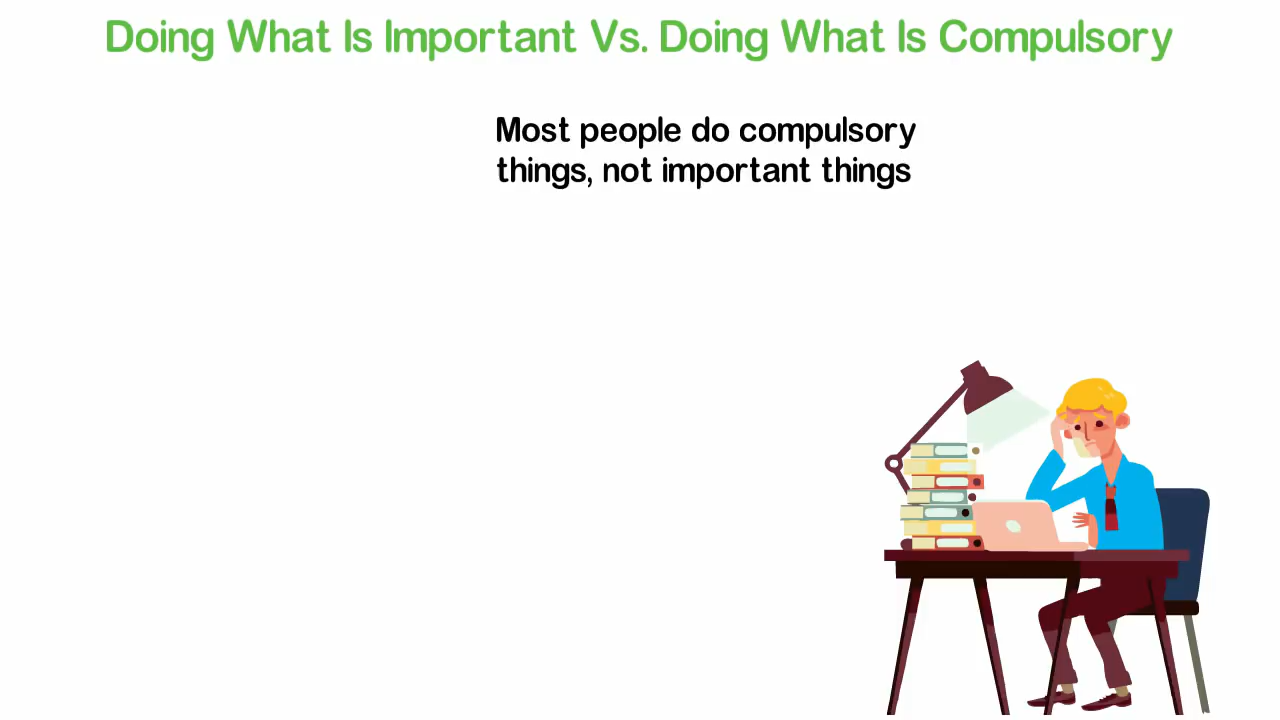 Doing What Is Important Vs. Doing What Is Compulsory
Most people do compulsory
things, not important things